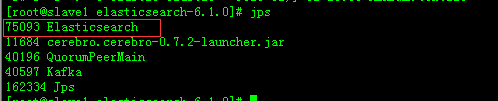 [root@slave1 elasticsearch-6.1.0]# jps
75093 Elasticsearch
11684 cerebro.cerebro-0.7.2-launcher.jar
40196 QuorumPeerMain
40597 Kafka
162334 Jps
[root@slave1 elasticsearch-6.1.0]#